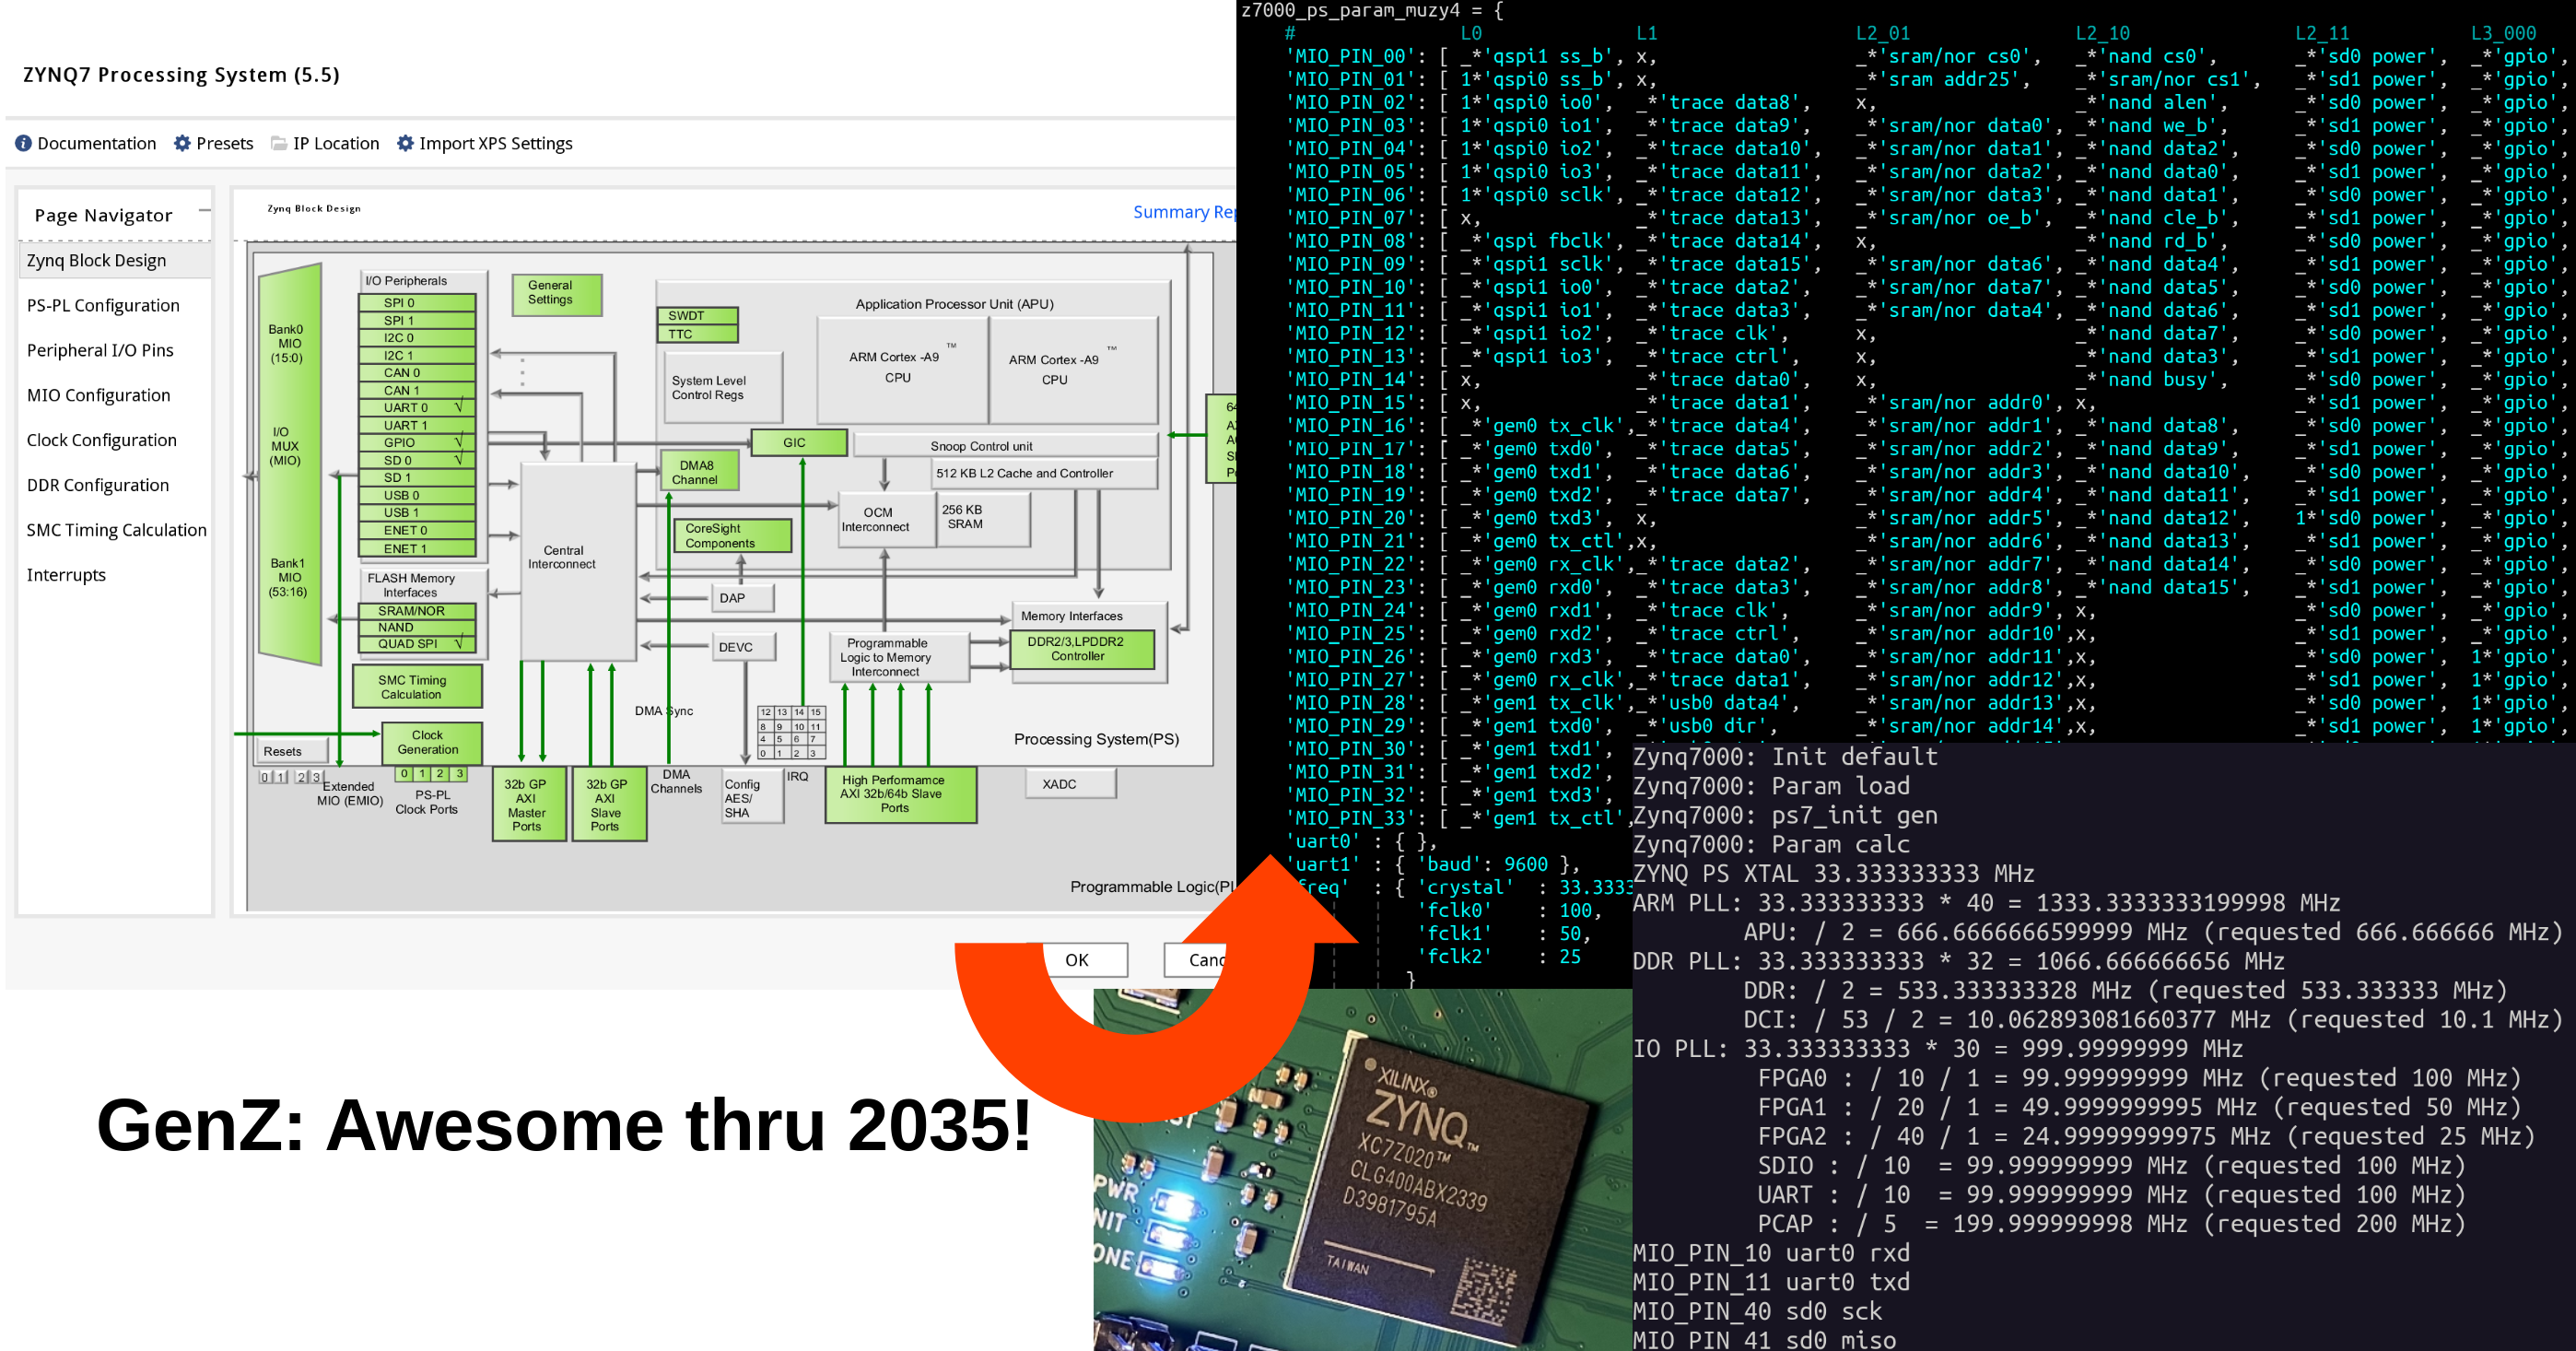 ZYNQ7 Processing System (5.5)
Documentation Presets IP Location Import XPS Settings
Page Navigator
Zynq Block Design
PS-PL Configuration
Peripheral I/O Pins
MIO Configuration
Clock Configuration
DDR Configuration
SMC Timing Calculation
Interrupts
Zynq Block Design
Summary Rep
Bank0
MIO
(15:0)
I/O
MUX
(MIO)
Bank1
MIO
(53:16)
I/O Peripherals
SPI 0
SPI 1
I2C 0
I2C 1
CAN 0
CAN 1
UART 0 √
UART 1
GPIO √
SD 0 √
SD 1
USB 0
USB 1
ENET 0
ENET 1
FLASH Memory
Interfaces
SRAM/NOR
NAND
QUAD SPI √
SMC Timing
Calculation
Clock
Generation
Resets
0 1 2 3
0 1 2 3
Extended
MIO (EMIO)
PS-PL
Clock Ports
General
Settings
SWDT
TTC
System Level
Control Regs
Application Processor Unit (APU)
ARM Cortex -A9 ™
CPU
ARM Cortex -A9 ™
CPU
GIC
Snoop Control unit
512 KB L2 Cache and Controller
DMA8
Channel
OCM
Interconnect
256 KB
SRAM
CoreSight
Components
Central
Interconnect
DAP
DEVC
Programmable
Logic to Memory
Interconnect
Memory Interfaces
DDR2/3,LPDDR2
Controller
DMA Sync
12 13 14 15
8 9 10 11
4 5 6 7
0 1 2 3
Processing System(PS)
32b GP
AXI
Master
Ports
32b GP
AXI
Slave
Ports
DMA
Channels
Config
AES/
SHA
IRQ
High Performamce
AXI 32b/64b Slave
Ports
XADC
Programmable Logic(PL
OK
Canc
z7000_ps_param_muzy4 = {
# L0 L1 L2_01 L2_10 L2_11 L3_000
'MIO_PIN_00': [ _*'qspi1 ss_b', x, _*'sram/nor cs0', _*'nand cs0', _*'sd0 power', _*'gpio',
'MIO_PIN_01': [ 1*'qspi0 ss_b', x, _*'sram addr25', _*'sram/nor cs1', _*'sd1 power', _*'gpio',
'MIO_PIN_02': [ 1*'qspi0 io0', _*'trace data8', x, _*'nand alen', _*'sd0 power', _*'gpio',
'MIO_PIN_03': [ 1*'qspi0 io1', _*'trace data9', _*'sram/nor data0', _*'nand we_b', _*'sd1 power', _*'gpio',
'MIO_PIN_04': [ 1*'qspi0 io2', _*'trace data10', _*'sram/nor data1', _*'nand data2', _*'sd0 power', _*'gpio',
'MIO_PIN_05': [ 1*'qspi0 io3', _*'trace data11', _*'sram/nor data2', _*'nand data0', _*'sd1 power', _*'gpio',
'MIO_PIN_06': [ 1*'qspi0 sclk', _*'trace data12', _*'sram/nor data3', _*'nand data1', _*'sd0 power', _*'gpio',
'MIO_PIN_07': [ x, _*'trace data13', _*'sram/nor oe_b', _*'nand cle_b', _*'sd1 power', _*'gpio',
'MIO_PIN_08': [ _*'qspi fbclk', _*'trace data14', x, _*'nand rd_b', _*'sd0 power', _*'gpio',
'MIO_PIN_09': [ _*'qspi1 sclk', _*'trace data15', _*'sram/nor data6', _*'nand data4', _*'sd1 power', _*'gpio',
'MIO_PIN_10': [ _*'qspi1 io0', _*'trace data2', _*'sram/nor data7', _*'nand data5', _*'sd0 power', _*'gpio',
'MIO_PIN_11': [ _*'qspi1 io1', _*'trace data3', _*'sram/nor data4', _*'nand data6', _*'sd1 power', _*'gpio',
'MIO_PIN_12': [ _*'qspi1 io2', _*'trace clk', x, _*'nand data7', _*'sd0 power', _*'gpio',
'MIO_PIN_13': [ _*'qspi1 io3', _*'trace ctrl', x, _*'nand data3', _*'sd1 power', _*'gpio',
'MIO_PIN_14': [ x, _*'trace data0', x, _*'nand busy', _*'sd0 power', _*'gpio',
'MIO_PIN_15': [ x, _*'trace data1', _*'sram/nor addr0', x, _*'sd1 power', _*'gpio',
'MIO_PIN_16': [ _*'gem0 tx_clk', _*'trace data4', _*'sram/nor addr1', _*'nand data8', _*'sd0 power', _*'gpio',
'MIO_PIN_17': [ _*'gem0 txd0', _*'trace data5', _*'sram/nor addr2', _*'nand data9', _*'sd1 power', _*'gpio',
'MIO_PIN_18': [ _*'gem0 txd1', _*'trace data6', _*'sram/nor addr3', _*'nand data10', _*'sd0 power', _*'gpio',
'MIO_PIN_19': [ _*'gem0 txd2', _*'trace data7', _*'sram/nor addr4', _*'nand data11', _*'sd1 power', _*'gpio',
'MIO_PIN_20': [ _*'gem0 txd3', x, _*'sram/nor addr5', _*'nand data12', 1*'sd0 power', _*'gpio',
'MIO_PIN_21': [ _*'gem0 tx_ctl',x, _*'sram/nor addr6', _*'nand data13', _*'sd1 power', _*'gpio',
'MIO_PIN_22': [ _*'gem0 rx_clk',_*'trace data2', _*'sram/nor addr7', _*'nand data14', _*'sd0 power', _*'gpio',
'MIO_PIN_23': [ _*'gem0 rxd0', _*'trace data3', _*'sram/nor addr8', _*'nand data15', _*'sd1 power', _*'gpio',
'MIO_PIN_24': [ _*'gem0 rxd1', _*'trace clk', _*'sram/nor addr9', x, _*'sd0 power', _*'gpio',
'MIO_PIN_25': [ _*'gem0 rxd2', _*'trace ctrl', _*'sram/nor addr10',x, _*'sd1 power', _*'gpio',
'MIO_PIN_26': [ _*'gem0 rxd3', _*'trace data0', _*'sram/nor addr11',x, _*'sd0 power', 1*'gpio',
'MIO_PIN_27': [ _*'gem0 rx_clk',_*'trace data1', _*'sram/nor addr12',x, _*'sd1 power', 1*'gpio',
'MIO_PIN_28': [ _*'gem1 tx_clk',_*'usb0 data4', _*'sram/nor addr13',x, _*'sd0 power', 1*'gpio',
'MIO_PIN_29': [ _*'gem1 txd0', _*'usb0 dir', _*'sram/nor addr14',x, _*'sd1 power', 1*'gpio',
'MIO_PIN_30': [ _*'gem1 txd1',
'MIO_PIN_31': [ _*'gem1 txd2',
'MIO_PIN_32': [ _*'gem1 txd3',
'MIO_PIN_33': [ _*'gem1 tx_ctl',
'uart0' : { },
'uart1' : { 'baud': 9600 },
freq' : { 'crystal' : 33.3333
'fclk0' : 100,
'fclk1' : 50,
'fclk2' : 25
}
Zynq7000: Init default
Zynq7000: Param load
Zynq7000: ps7_init gen
Zynq7000: Param calc
ZYNQ PS XTAL 33.333333333 MHz
ARM PLL: 33.333333333 * 40 = 1333.3333333199998 MHz
APU: / 2 = 666.6666666599999 MHz (requested 666.666666 MHz)
DDR PLL: 33.333333333 * 32 = 1066.666666656 MHz
DDR: / 2 = 533.333333328 MHz (requested 533.333333 MHz)
DCI: / 53 / 2 = 10.062893081660377 MHz (requested 10.1 MHz)
IO PLL: 33.333333333 * 30 = 999.99999999 MHz
FPGA0 : / 10 / 1 = 99.999999999 MHz (requested 100 MHz)
FPGA1 : / 20 / 1 = 49.9999999995 MHz (requested 50 MHz)
FPGA2 : / 40 / 1 = 24.99999999975 MHz (requested 25 MHz)
SDIO : / 10 = 99.999999999 MHz (requested 100 MHz)
UART : / 10 = 99.999999999 MHz (requested 100 MHz)
PCAP : / 5 = 199.999999998 MHz (requested 200 MHz)
MIO_PIN_10 uart0 rxd
MIO_PIN_11 uart0 txd
MIO_PIN_40 sd0 sck
MIO_PIN_41 sd0 miso
GenZ: Awesome thru 2035!
XILINX®
ZYNQ™
XC7Z020™
CLG400ABX2339
D3981795A
TAIWAN
PWR
NIT
ONE